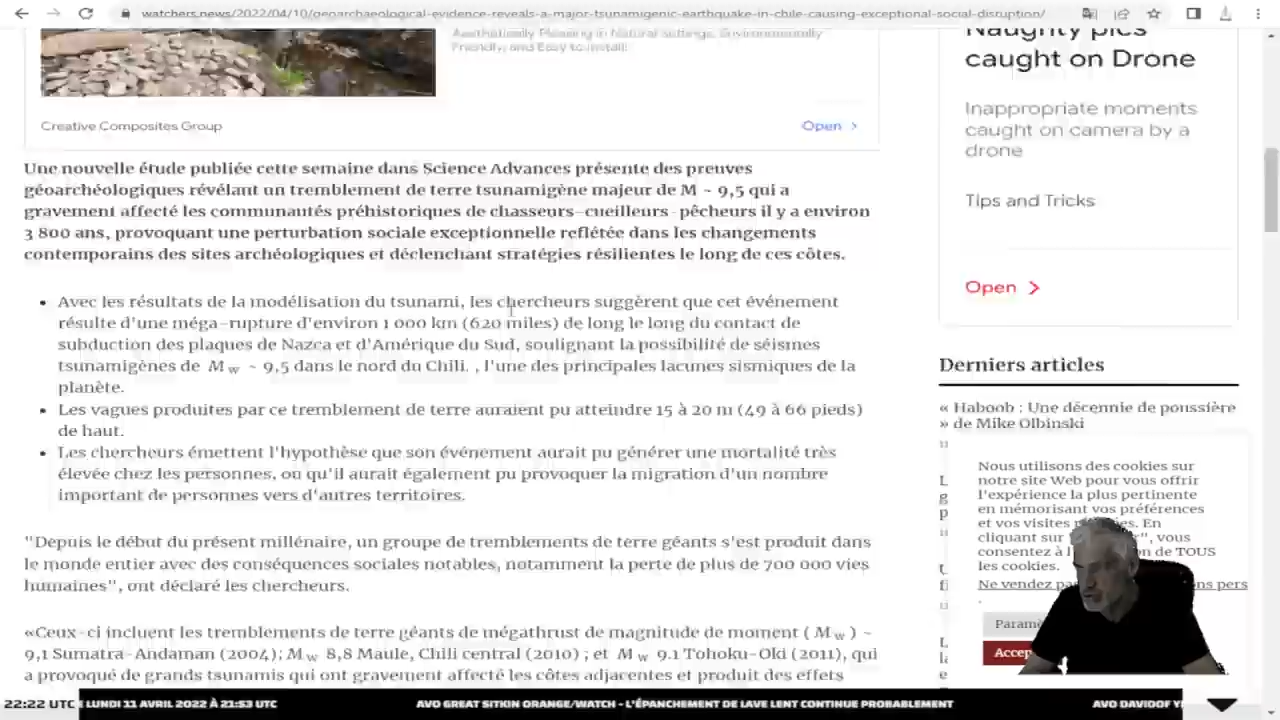 watchers.news/2022/04/10/geoarchaeological-evidence-reveals-a-major-tsunamigenic-earthquake-in-chile-causing-exceptional-social-disruption/
Aesthetically Pleasing in Natural Settings, Environmentally
Friendly, and Easy to Install!
Creative Composites Group
Open
Naughty pics
caught on Drone
Inappropriate moments
caught on camera by a
drone
Tips and Tricks
Open
Une nouvelle étude publiée cette semaine dans Science Advances présente des preuves
géoarchéologiques révélant un tremblement de terre tsunamigène majeur de M ~ 9,5 qui a
gravement affecté les communautés préhistoriques de chasseurs-cueilleurs-pêcheurs il y a environ
3 800 ans, provoquant une perturbation sociale exceptionnelle reflétée dans les changements
contemporains des sites archéologiques et déclenchant stratégies résilientes le long de ces côtes.
• Avec les résultats de la modélisation du tsunami, les chercheurs suggèrent que cet événement
résulte d'une méga-rupture d'environ 1 000 km (620 miles) de long le long du contact de
subduction des plaques de Nazca et d'Amérique du Sud, soulignant la possibilité de séismes
tsunamigènes de M w ~ 9,5 dans le nord du Chili. , l'une des principales lacunes sismiques de la
planète.
• Les vagues produites par ce tremblement de terre auraient pu atteindre 15 à 20 m (49 à 66 pieds)
de haut.
• Les chercheurs émettent l'hypothèse que son événement aurait pu générer une mortalité très
élevée chez les personnes, ou qu'il aurait également pu provoquer la migration d'un nombre
important de personnes vers d'autres territoires.
"Depuis le début du présent millénaire, un groupe de tremblements de terre géants s'est produit dans
le monde entier avec des conséquences sociales notables, notamment la perte de plus de 700 000 vies
humaines", ont déclaré les chercheurs.
«Ceux-ci incluent les tremblements de terre géants de mégathrust de magnitude de moment ( M w ) ~
9,1 Sumatra-Andaman (2004); M w 8,8 Maule, Chili central (2010) ; et M w 9.1 Tohoku-Oki (2011), qui
a provoqué de grands tsunamis qui ont gravement affecté les côtes adjacentes et produit des effets
Derniers articles
« Haboob : Une décennie de poussière
» de Mike Olbinski
Nous utilisons des cookies sur
notre site Web pour vous offrir
l'expérience la plus pertinente
en mémorisant vos préférences
et vos visites En
cliquant sur
consentez à de TOUS
les cookies.
Ne vendez pers
.
22:22 UTC
LUNDI 11 AVRIL 2022 À 21:53 UTC AVO GREAT SITKIN ORANGE/WATCH - L'ÉPANCHEMENT DE LAVE LENT CONTINUE PROBABLEMENT AVO